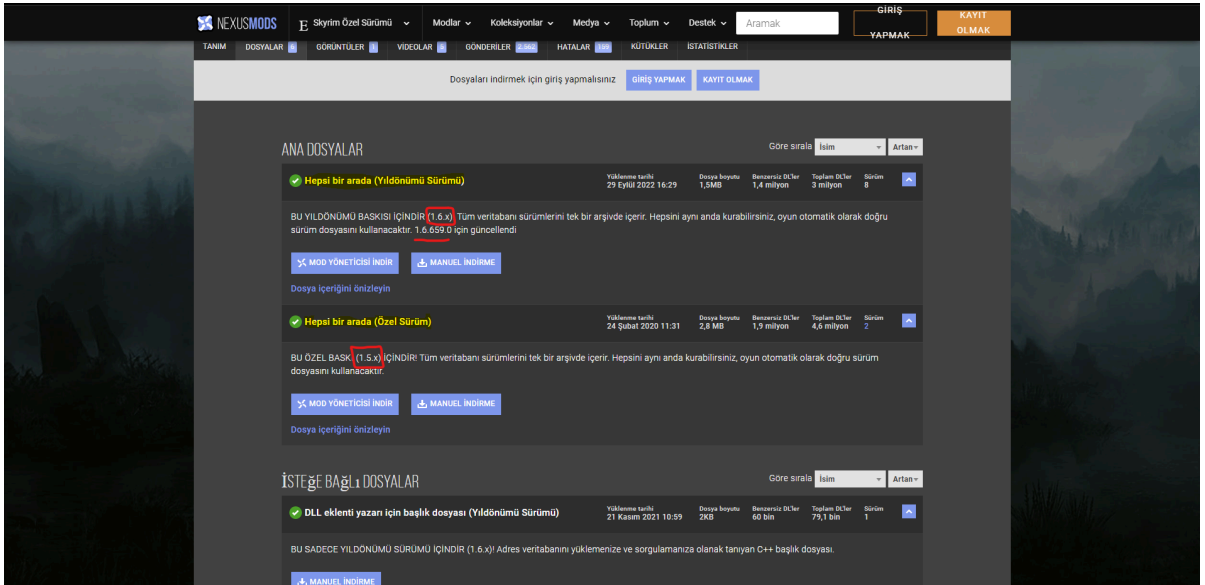 NEXUSMODS E Skyrim Özel Sürümü Modlar Koleksiyonlar Medya Toplum Destek Aramak GİRİŞ YAPMAK KAYIT OLMAK
TANIM DOSYALAR 6 GÖRÜNTÜLER 1 VİDEOLAR GÖNDERİLER 2.662 HATALAR 159 KÜTÜKLER İSTATİSTİKLER
Dosyaları indirmek için giriş yapmalısınız GİRİŞ YAPMAK KAYIT OLMAK
ANA DOSYALAR Göre sırala İsim Artan
Hepsi bir arada (Yıldönümü Sürümü) Yüklenme tarihi Dosya boyutu Benzersiz DL'ler Toplam DL'ler Sürüm
29 Eylül 2022 16:29 1,5MB 1,4 milyon 3 milyon 8
BU YILDÖNÜMÜ BASKISI İÇİNDİR (1.6.x) Tüm veritabanı sürümlerini tek bir arşivde içerir. Hepsini aynı anda kurabilirsiniz, oyun otomatik olarak doğru
sürüm dosyasını kullanacaktır. 1.6.659.0 için güncellendi
MOD YÖNETİCİSİ İNDİR MANUEL İNDİRME
Dosya içeriğini önizleyin
Hepsi bir arada (Özel Sürüm) Yüklenme tarihi Dosya boyutu Benzersiz DL'ler Toplam DL'ler Sürüm
24 Şubat 2020 11:31 2,8 MB 1,9 milyon 4,6 milyon 2
BU ÖZEL BASKI (1.5.x) İÇİNDİR! Tüm veritabanı sürümlerini tek bir arşivde içerir. Hepsini aynı anda kurabilirsiniz, oyun otomatik olarak doğru sürüm
dosyasını kullanacaktır.
MOD YÖNETİCİSİ İNDİR MANUEL İNDİRME
Dosya içeriğini önizleyin
İSTEğE BAğLı DOSYALAR Göre sırala İsim Artan
DLL eklenti yazarı için başlık dosyası (Yıldönümü Sürümü) Yüklenme tarihi Dosya boyutu Benzersiz DL'ler Toplam DL'ler Sürüm
21 Kasım 2021 10:59 2KB 60 bin 79,1 bin 1
BU SADECE YILDÖNÜMÜ SÜRÜMÜ İÇİNDİR (1.6.x)! Adres veritabanını yüklemenize ve sorgulamanıza olanak tanıyan C++ başlık dosyası.
MANUEL İNDİRME